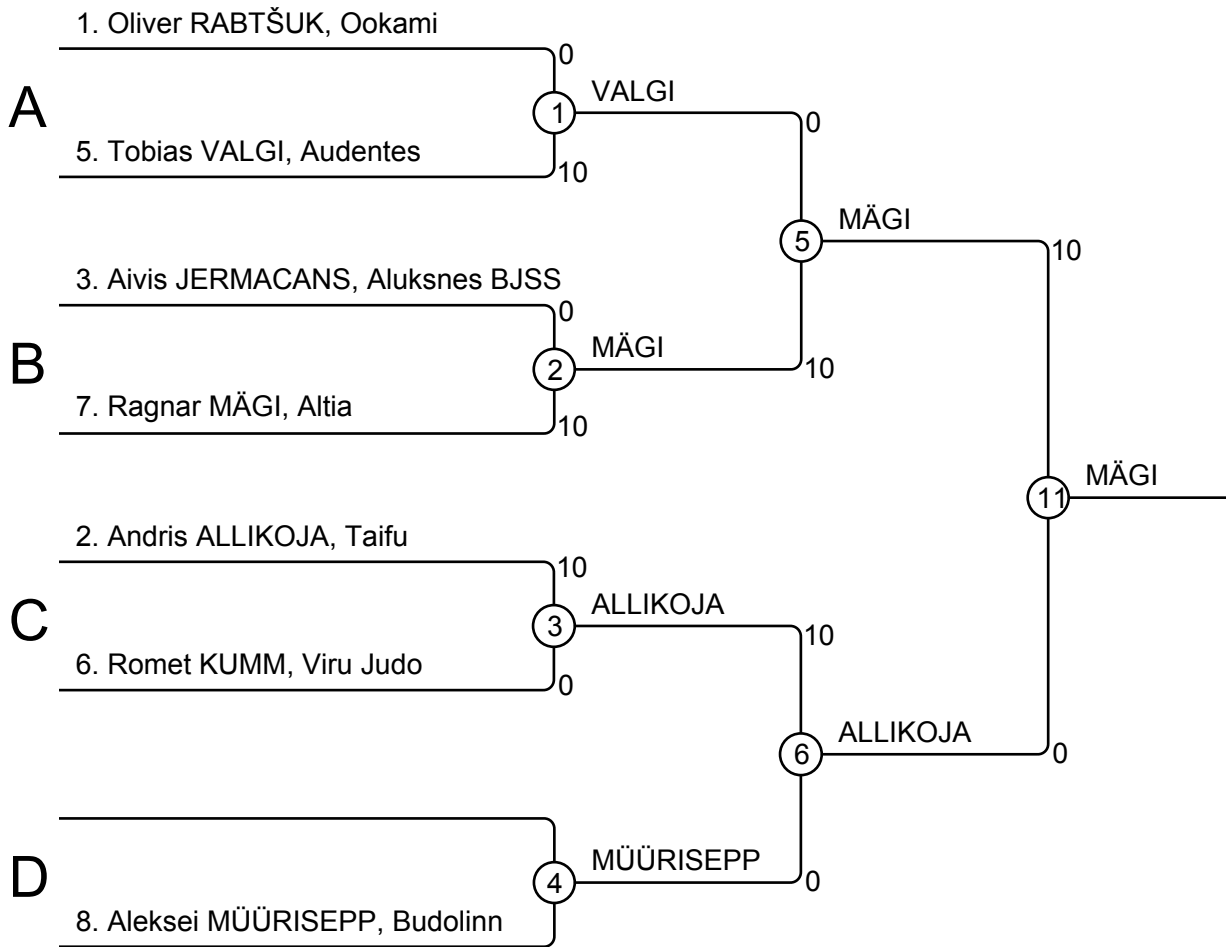 1. Oliver RABTŠUK, Ookami
0
A
1
VALGI
0
5. Tobias VALGI, Audentes
10
5
MÄGI
10
3. Aivis JERMACANS, Aluksnes BJSS
0
B
2
MÄGI
10
7. Ragnar MÄGI, Altia
10
11
MÄGI
2. Andris ALLIKOJA, Taifu
10
C
3
ALLIKOJA
10
6. Romet KUMM, Viru Judo
0
6
ALLIKOJA
0
D
4
MÜÜRISEPP
0
8. Aleksei MÜÜRISEPP, Budolinn